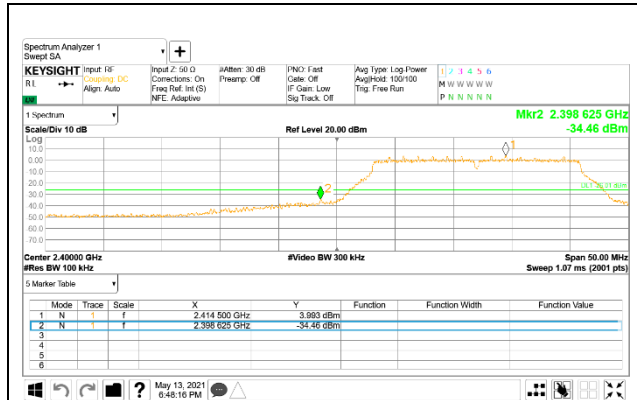 Spectrum Analyzer 1
Swept SA
+
KEYSIGHT Input: RF Input Z: 50 Ω #Atten: 30 dB PNO: Fast Avg Type: Log-Power 1 2 3 4 5 6
R L Coupling: DC Corrections: On Preamp: Off Gate: Off Avg|Hold: 100/100 M W W W W W
Align: Auto Freq Ref: Int (S) IF Gain: Low Trig: Free Run
NFE: Adaptive Sig Track: Off P N N N N N
1 Spectrum
Mkr2 2.398 625 GHz
Scale/Div 10 dB Ref Level 20.00 dBm -34.46 dBm
Log
10.0
0.00
10.0
20.0
30.0
40.0
50.0
60.0
70.0
1
2
Center 2.40000 GHz #Video BW 300 kHz Span 50.00 MHz
#Res BW 100 kHz Sweep 1.07 ms (2001 pts)
5 Marker Table
Mode Trace Scale X Y Function Function Width Function Value
1 N 1 f 2.414 500 GHz 3.993 dBm
2 N 1 f 2.398 625 GHz -34.46 dBm
3
4
5
6
? May 13, 2021
6:48:16 PM